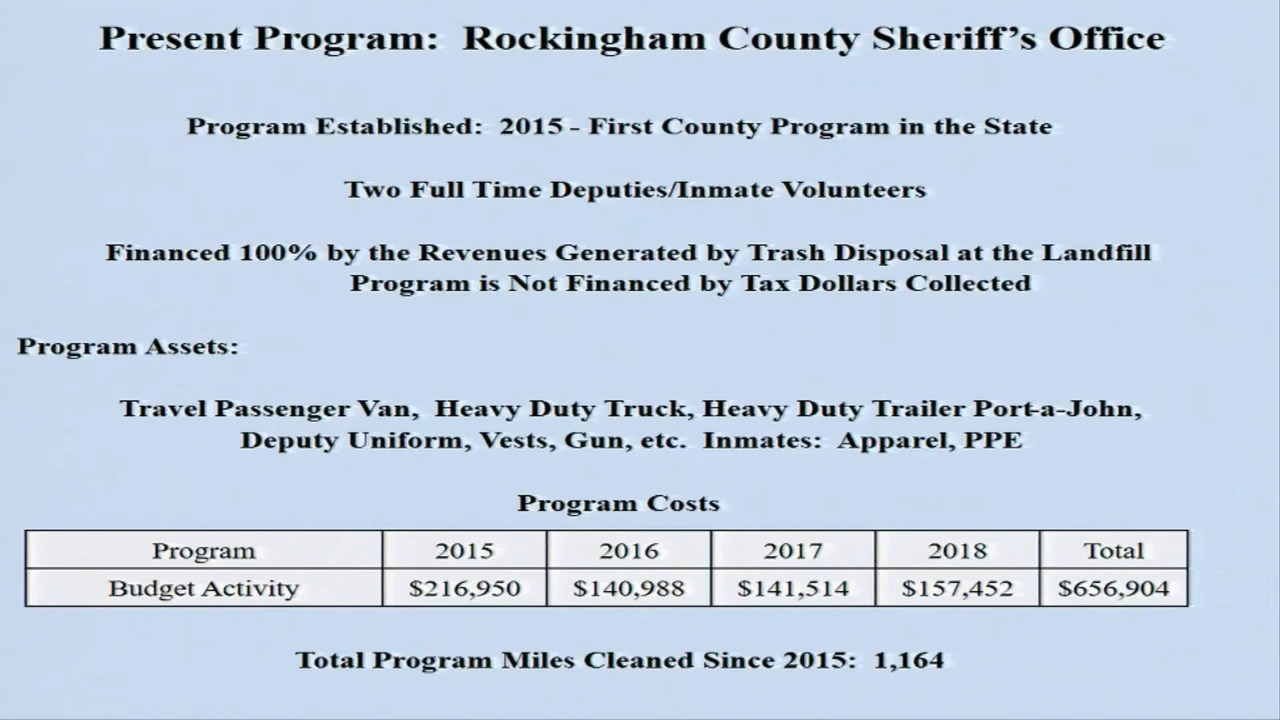 Present Program: Rockingham County Sheriff's Office
Program Established: 2015 - First County Program in the State
Two Full Time Deputies/Inmate Volunteers
Financed 100% by the Revenues Generated by Trash Disposal at the Landfill
Program is Not Financed by Tax Dollars Collected
Program Assets:
Travel Passenger Van, Heavy Duty Truck, Heavy Duty Trailer Port-a-John,
Deputy Uniform, Vests, Gun, etc. Inmates: Apparel, PPE
Program Costs
Program 2015 2016 2017 2018 Total
Budget Activity $216,950 $140,988 $141,514 $157,452 $656,904
Total Program Miles Cleaned Since 2015: 1,164